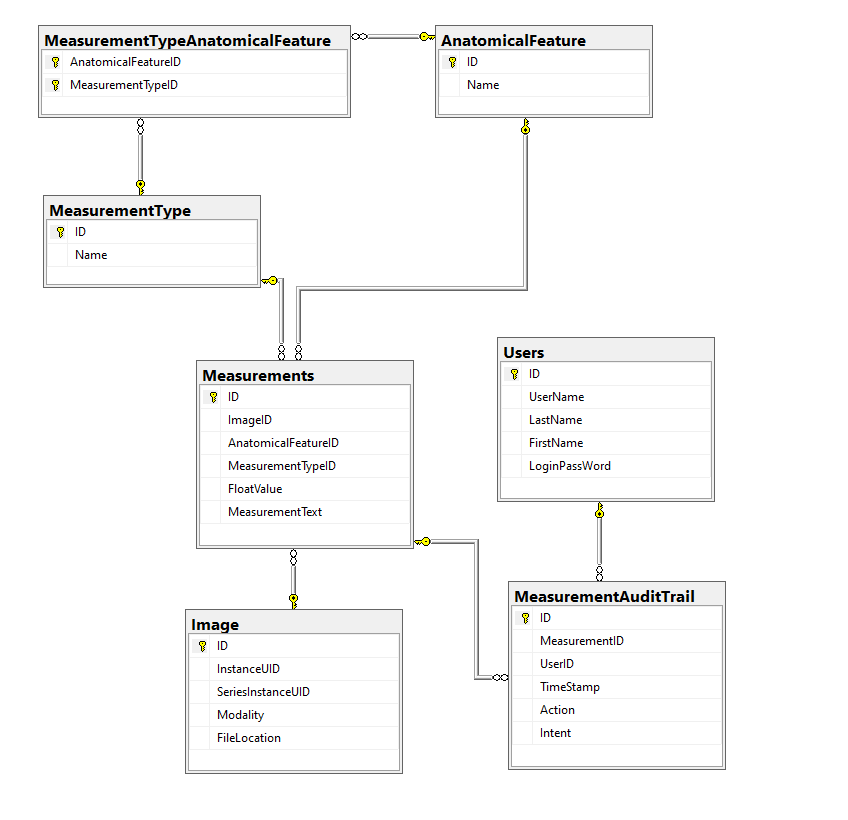 MeasurementTypeAnatomicalFeature
AnatomicalFeatureID
MeasurementTypeID
AnatomicalFeature
ID
Name
MeasurementType
ID
Name
Measurements
ID
ImageID
AnatomicalFeatureID
MeasurementTypeID
FloatValue
MeasurementText
Users
ID
UserName
LastName
FirstName
LoginPassWord
Image
ID
InstanceUID
SeriesInstanceUID
Modality
FileLocation
MeasurementAuditTrail
ID
MeasurementID
UserID
TimeStamp
Action
Intent